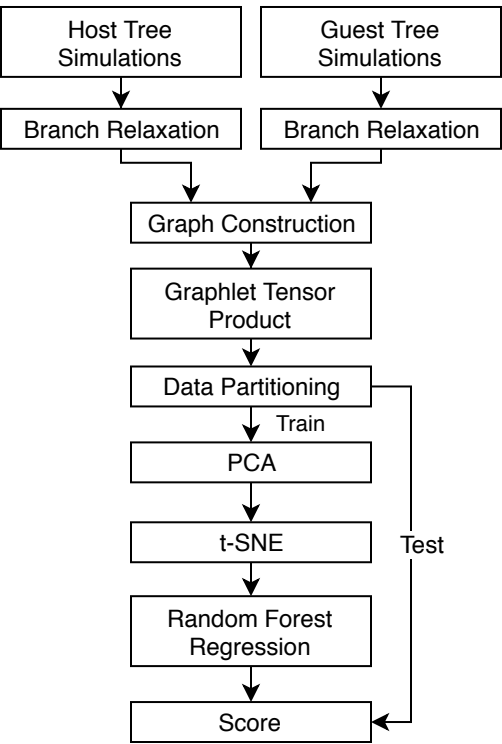 Host Tree
Simulations
Guest Tree
Simulations
Branch Relaxation
Branch Relaxation
Graph Construction
Graphlet Tensor
Product
Data Partitioning
Train
PCA
t-SNE
Test
Random Forest
Regression
Score